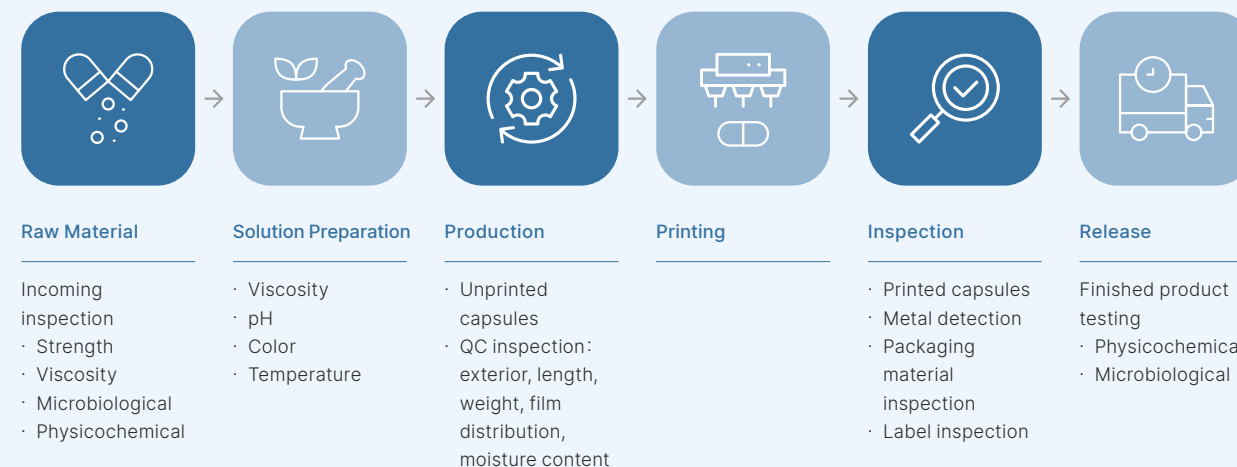 Raw Material
Incoming
inspection
· Strength
· Viscosity
· Microbiological
· Physicochemical
Solution Preparation
· Viscosity
· pH
· Color
· Temperature
Production
· Unprinted
capsules
· QC inspection:
exterior, length,
weight, film
distribution,
moisture content
Printing
Inspection
· Printed capsules
· Metal detection
· Packaging
material
inspection
· Label inspection
Release
Finished product
testing
· Physicochemica
· Microbiological